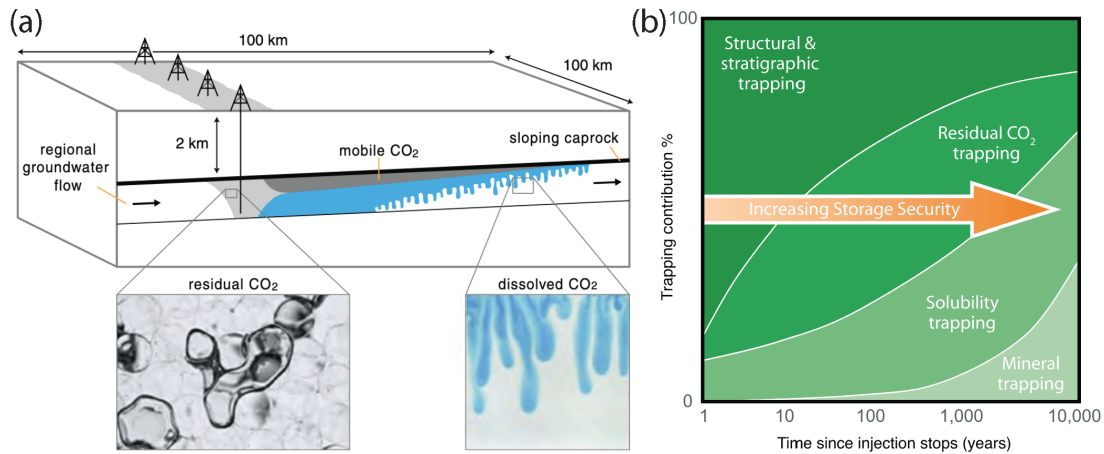 (a)
100 km
100 km
2 km
regional
groundwater
flow
mobile CO₂
sloping caprock
residual CO₂
dissolved CO₂
(b)
100
Trapping contribution %
0
Structural &
stratigraphic
trapping
Residual CO₂
trapping
Increasing Storage Security
Solubility
trapping
Mineral
trapping
1
10
100
1,000
10,000
Time since injection stops (years)